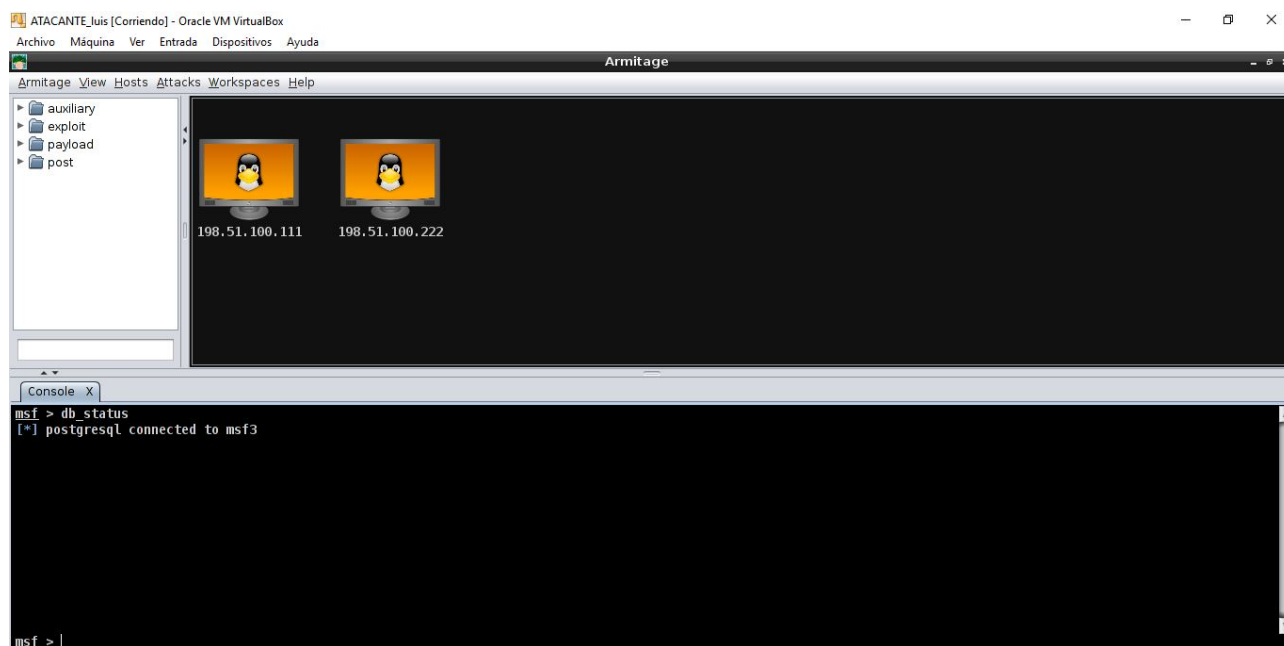 ATACANTE_luis [Corriendo] - Oracle VM VirtualBox
Archivo Máquina Ver Entrada Dispositivos Ayuda
Armitage
Armitage View Hosts Attacks Workspaces Help
auxiliary
exploit
payload
post
198.51.100.111 198.51.100.222
Console X
msf > db_status
[*] postgresql connected to msf3
msf >